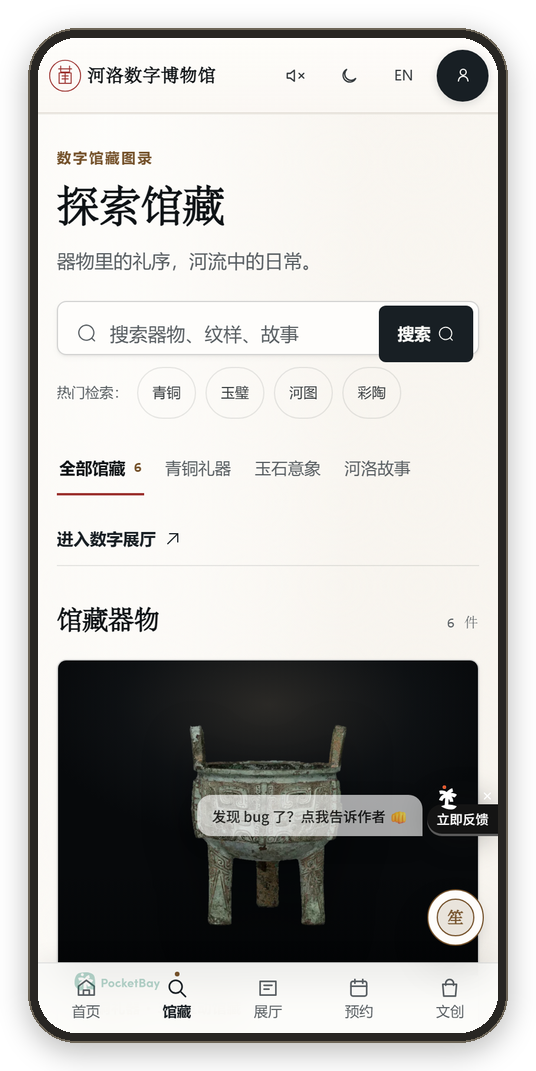 河洛数字博物馆
EN
数字馆藏图录
探索馆藏
器物里的礼序，河流中的日常。
搜索器物、纹样、故事
搜索
热门检索：
青铜
玉璧
河图
彩陶
全部馆藏 6
青铜礼器
玉石意象
河洛故事
进入数字展厅
馆藏器物
6 件
发现 bug 了？点我告诉作者 👊
立即反馈
笙
PocketBay
首页
馆藏
展厅
预约
文创